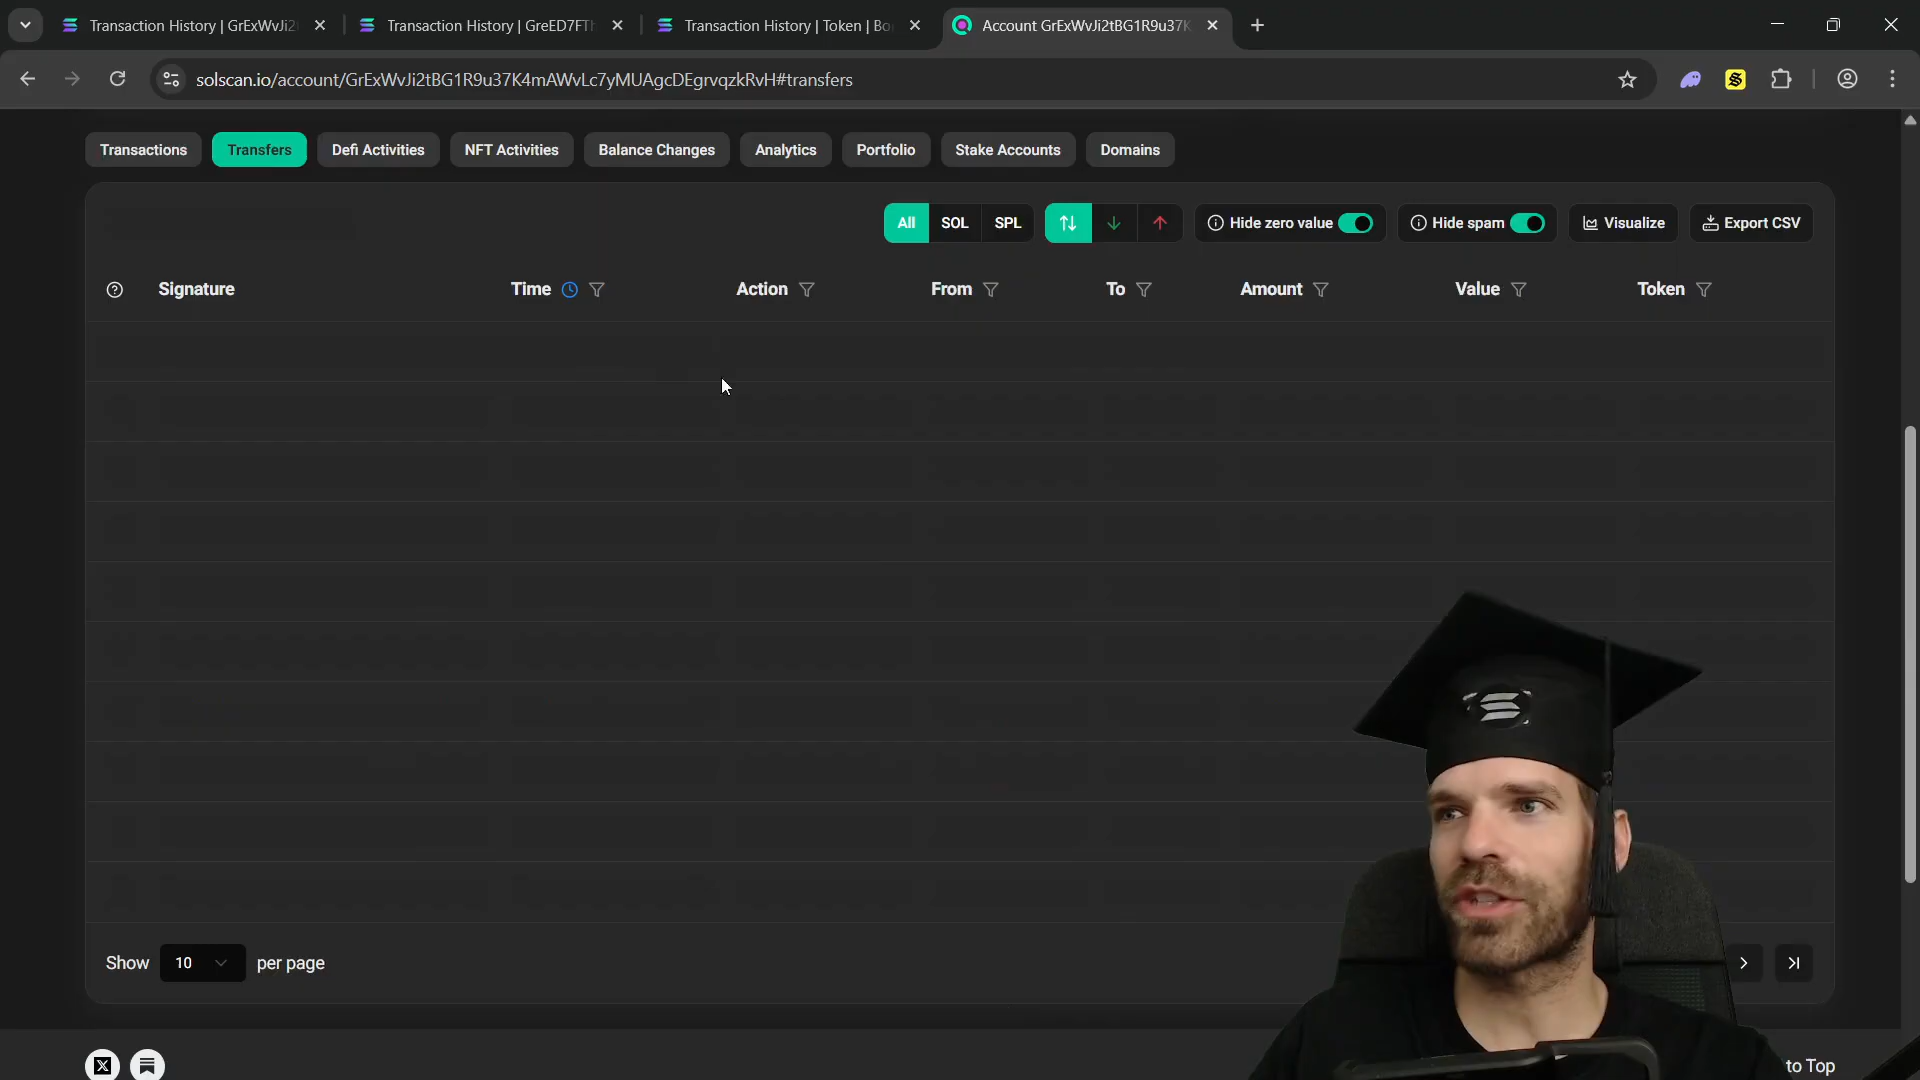 Transaction History | GrExWvJi2
Transaction History | GreED7FT
Transaction History | Token | Bo
Account GrExWvJi2tBG1R9u37K
solscan.io/account/GrExWvJi2tBG1R9u37K4mAWvLc7yMUAgcDEgrvqzkRvH#transfers
Transactions Transfers Defi Activities NFT Activities Balance Changes Analytics Portfolio Stake Accounts Domains
All SOL SPL Hide zero value Hide spam Visualize Export CSV
Signature Time Action From To Amount Value Token
Show 10 per page
to Top